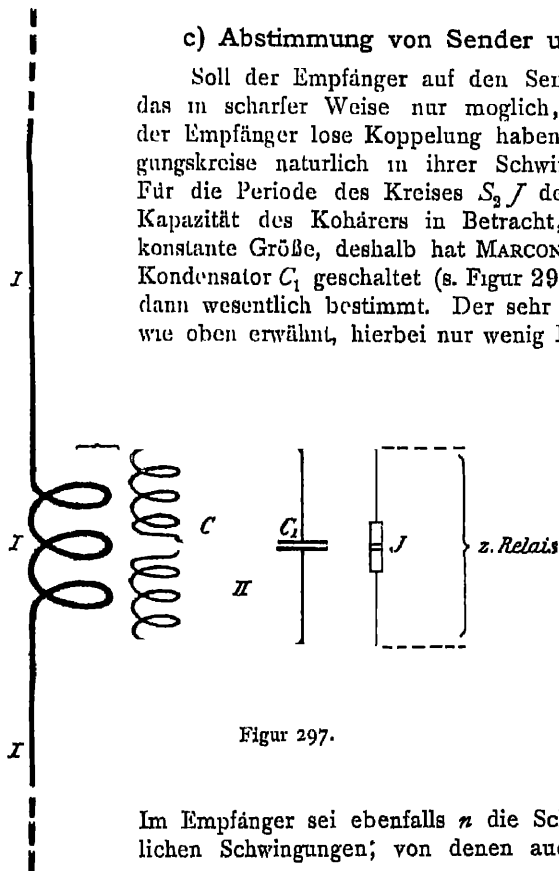 c) Abstimmung von Sender u
Soll der Empfänger auf den Sen
das in scharfer Weise nur moglich,
der Empfänger lose Koppelung haben
gungskreise naturlich in ihrer Schwi
Für die Periode des Kreises S₂ J de
Kapazität des Kohärers in Betracht,
konstante Größe, deshalb hat MARCON
Kondensator C₁ geschaltet (s. Figur 29
dann wesentlich bestimmt. Der sehr
wie oben erwähnt, hierbei nur wenig
I
I
C
II
C₁
J
z. Relais
I
Figur 297.
Im Empfänger sei ebenfalls n die Sc
lichen Schwingungen; von denen auc